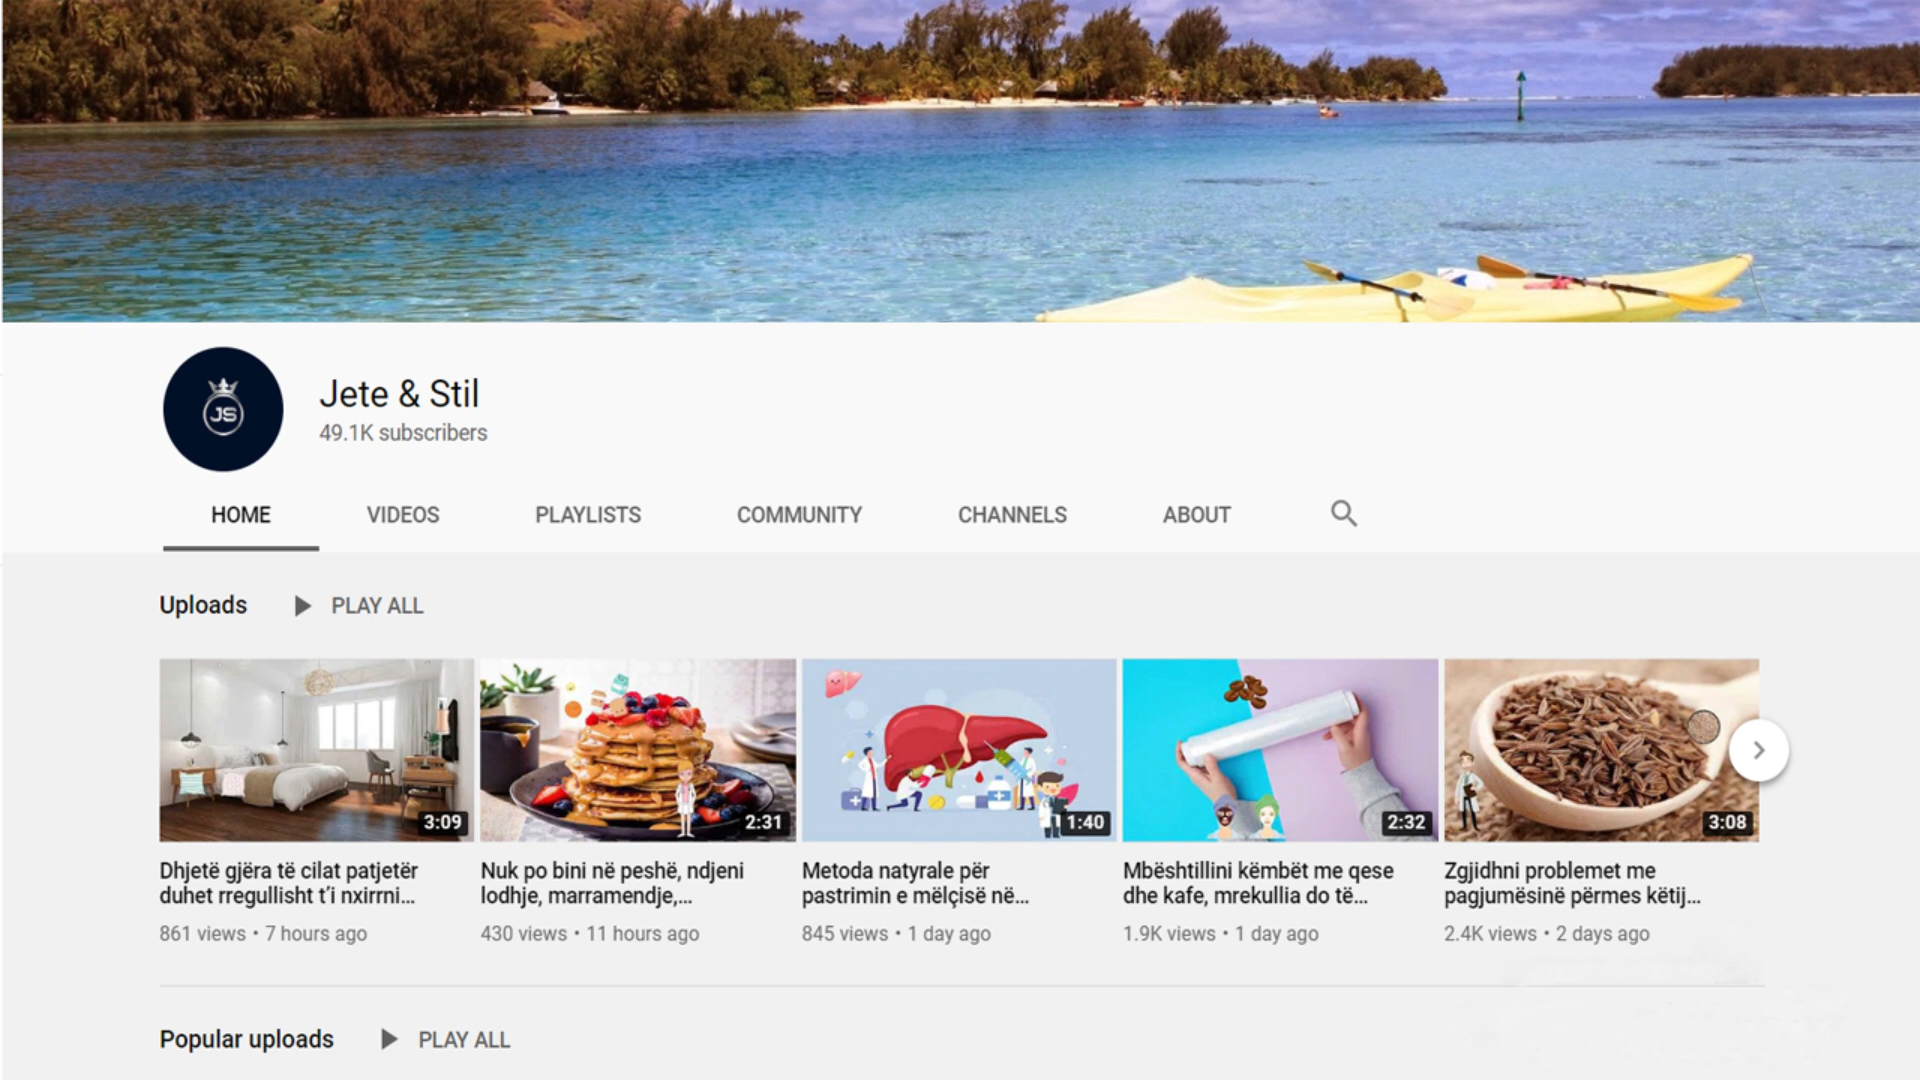 JS
Jete & Stil
49.1K subscribers
HOME VIDEOS PLAYLISTS COMMUNITY CHANNELS ABOUT
Uploads PLAY ALL
3:09 2:31 1:40 2:32 3:08
Dhjetë gjëra të cilat patjetër
duhet rregullisht t'i nxirrni...
861 views • 7 hours ago
Nuk po bini në peshë, ndjeni
lodhje, marramendje,...
430 views • 11 hours ago
Metoda natyrale për
pastrimin e mëlçisë në...
845 views • 1 day ago
Mbështillini këmbët me qese
dhe kafe, mrekullia do të...
1.9K views • 1 day ago
Zgjidhni problemet me
pagjumësinë përmes këtij...
2.4K views • 2 days ago
Popular uploads PLAY ALL